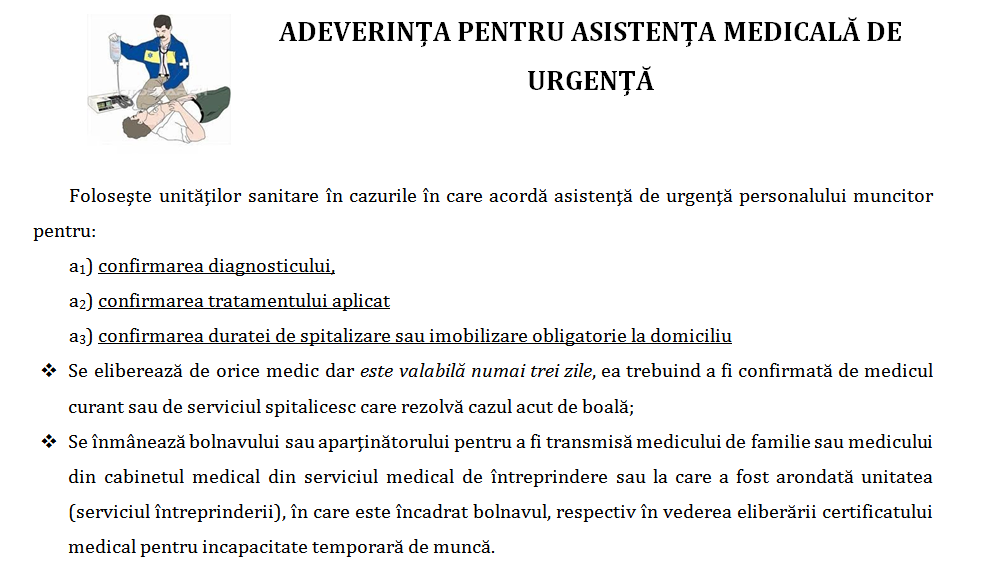 ADEVERINȚA PENTRU ASISTENȚA MEDICALĂ DE
URGENȚĂ
Folosește unităţilor sanitare în cazurile în care acordă asistenţă de urgenţă personalului muncitor
pentru:
a₁) confirmarea diagnosticului,
a₂) confirmarea tratamentului aplicat
a₃) confirmarea duratei de spitalizare sau imobilizare obligatorie la domiciliu
❖ Se eliberează de orice medic dar este valabilă numai trei zile, ea trebuind a fi confirmată de medicul
curant sau de serviciul spitalicesc care rezolvă cazul acut de boală;
❖ Se înmânează bolnavului sau aparţinătorului pentru a fi transmisă medicului de familie sau medicului
din cabinetul medical din serviciul medical de întreprindere sau la care a fost arondată unitatea
(serviciul întreprinderii), în care este încadrat bolnavul, respectiv în vederea eliberării certificatului
medical pentru incapacitate temporară de muncă.